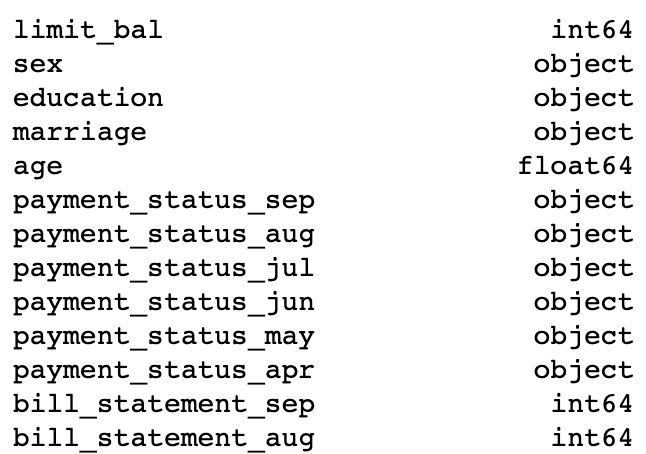 limit_bal int64
sex object
education object
marriage object
age float64
payment_status_sep object
payment_status_aug object
payment_status_jul object
payment_status_jun object
payment_status_may object
payment_status_apr object
bill_statement_sep int64
bill_statement_aug int64